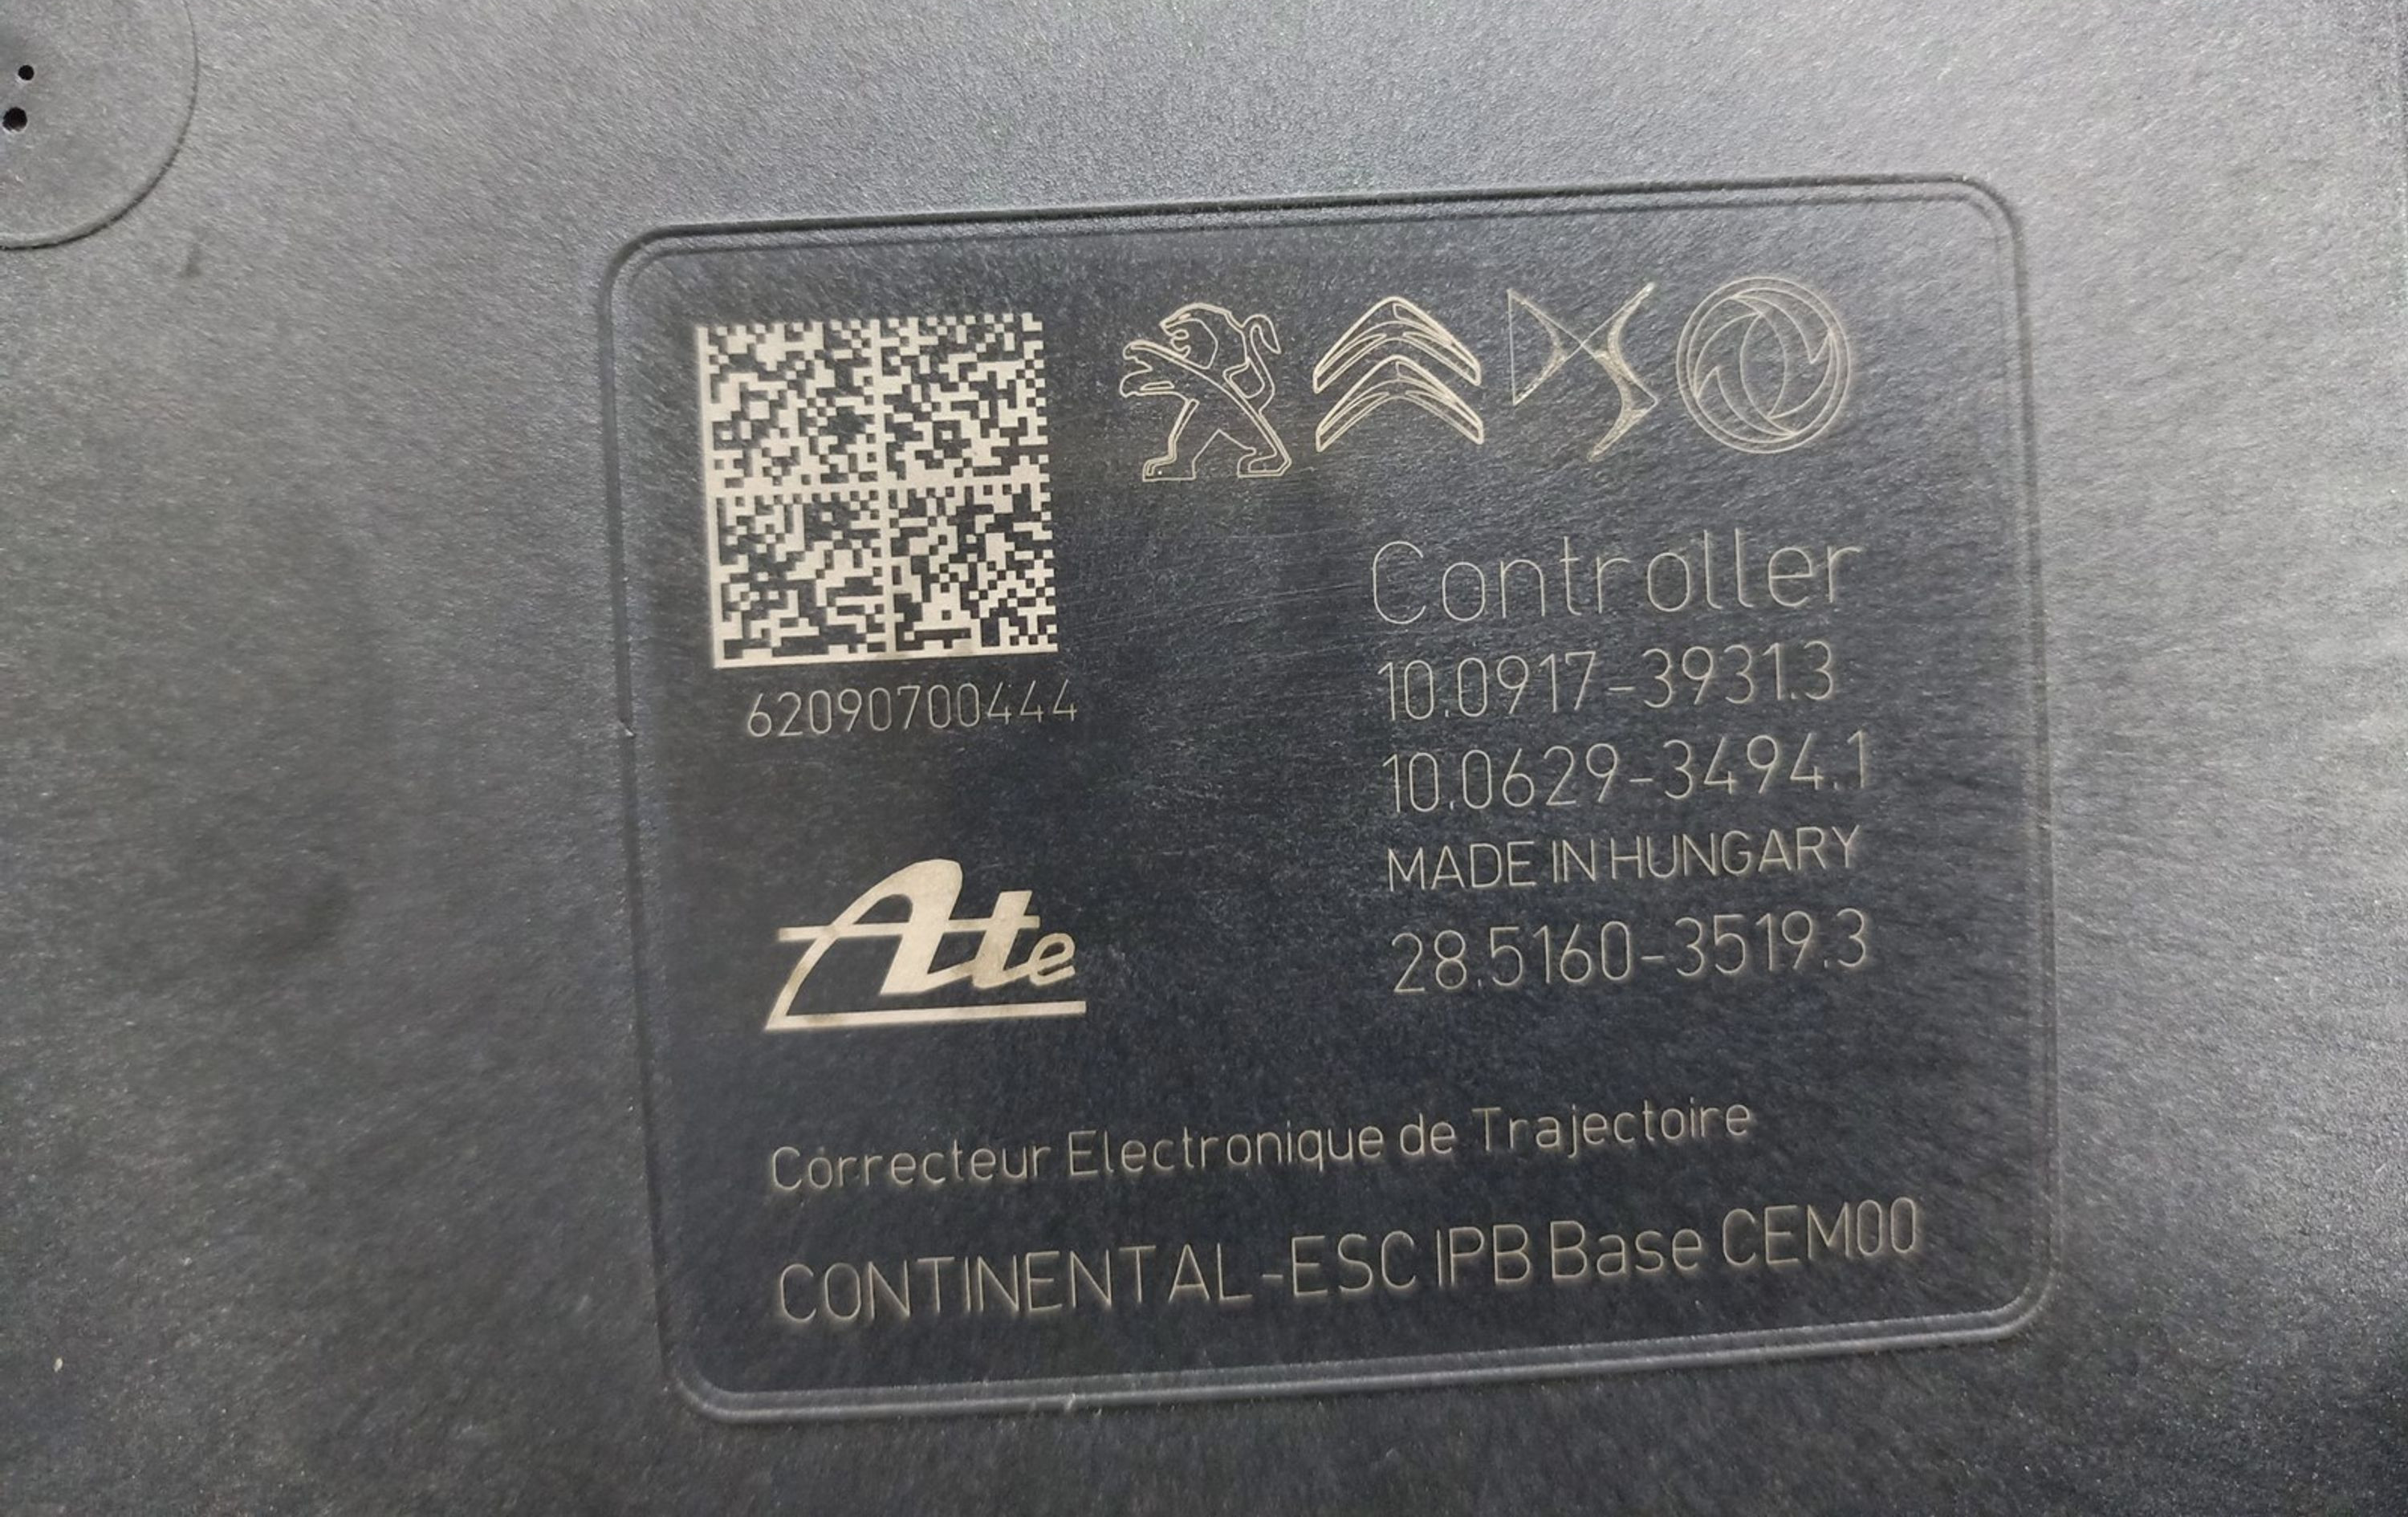 62090700444
Controller
10.0917-3931.3
10.0629-3494.1
MADE IN HUNGARY
28.5160-3519.3
Ate
Correcteur Electronique de Trajectoire
CONTINENTAL-ESC IPB Base CEM00